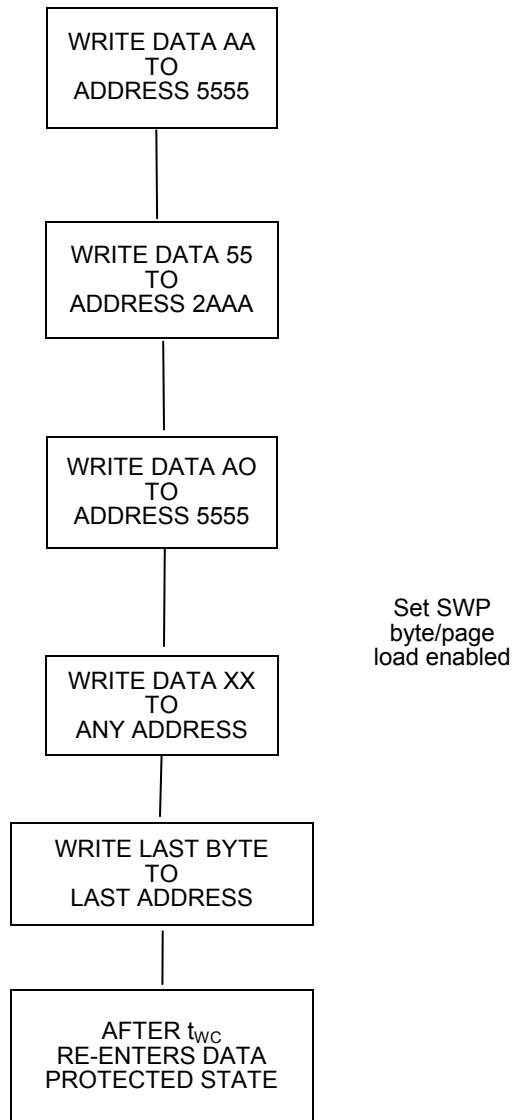 WRITE DATA AA
TO
ADDRESS 5555
WRITE DATA 55
TO
ADDRESS 2AAA
WRITE DATA AO
TO
ADDRESS 5555
Set SWP
byte/page
load enabled
WRITE DATA XX
TO
ANY ADDRESS
WRITE LAST BYTE
TO
LAST ADDRESS
AFTER tWC
RE-ENTERS DATA
PROTECTED STATE